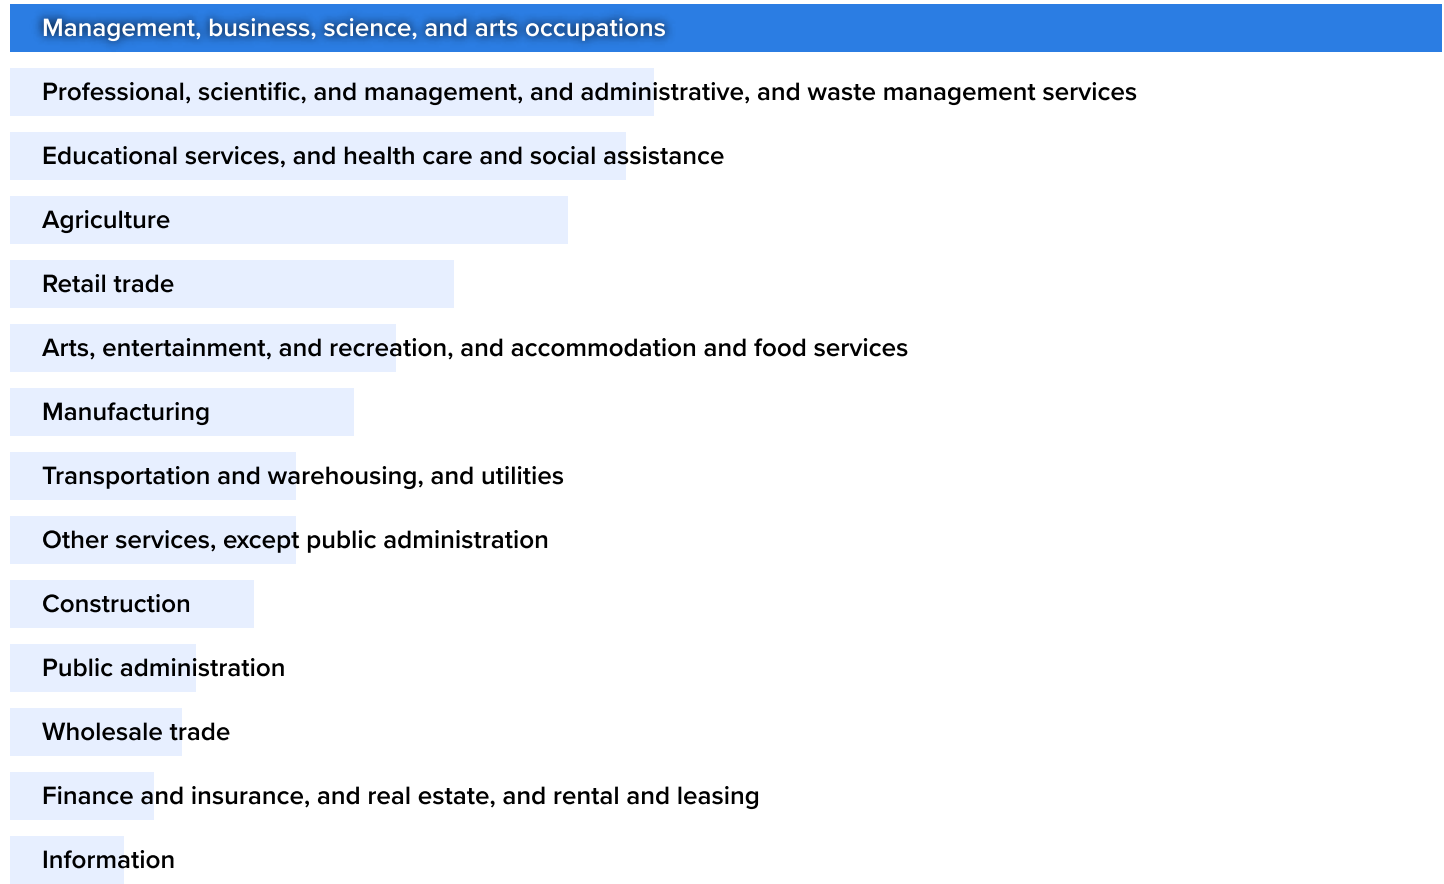 Management, business, science, and arts occupations
Professional, scientific, and management, and administrative, and waste management services
Educational services, and health care and social assistance
Agriculture
Retail trade
Arts, entertainment, and recreation, and accommodation and food services
Manufacturing
Transportation and warehousing, and utilities
Other services, except public administration
Construction
Public administration
Wholesale trade
Finance and insurance, and real estate, and rental and leasing
Information